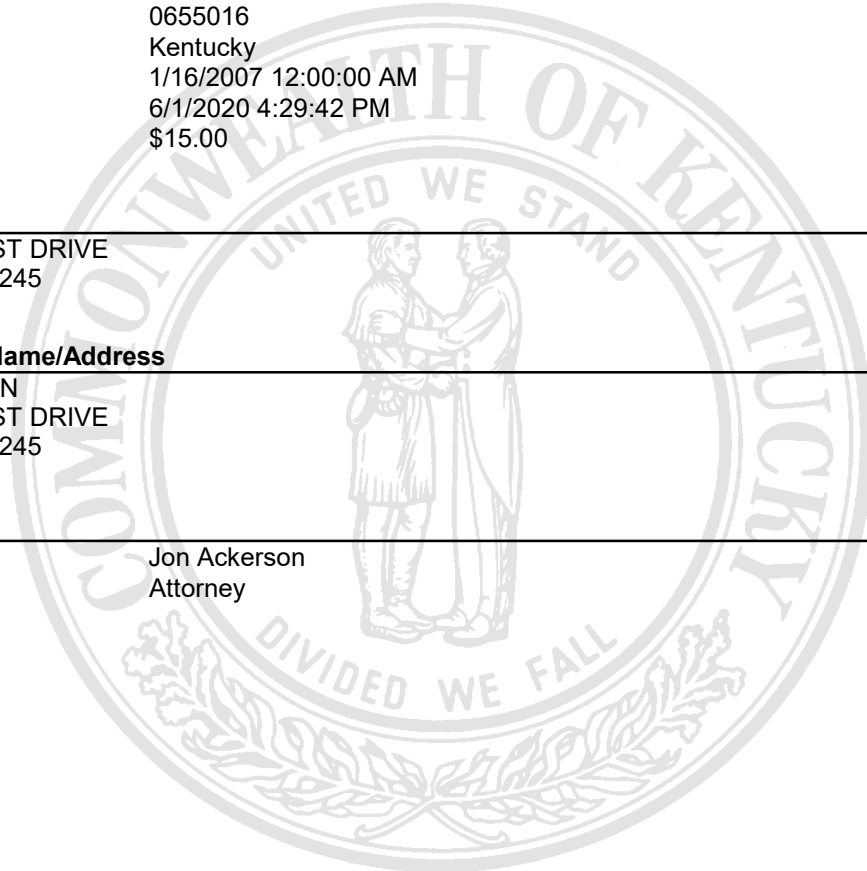 0655016
Kentucky
1/16/2007 12:00:00 AM
6/1/2020 4:29:42 PM
$15.00
COMMONWEALTH OF KENTUCKY
UNITED WE STAND
ST DRIVE
245
Name/Address
N
ST DRIVE
245
Jon Ackerson
Attorney
DIVIDED WE FALL